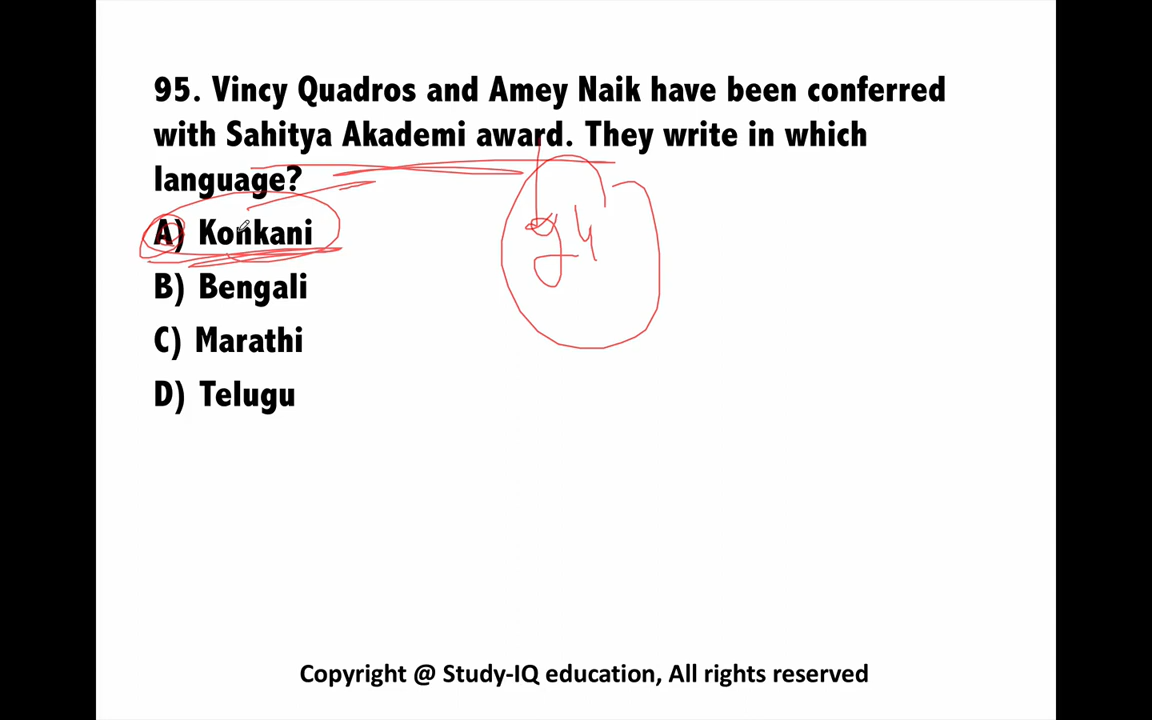 95. Vincy Quadros and Amey Naik have been conferred
with Sahitya Akademi award. They write in which
language?
A) Konkani
B) Bengali
C) Marathi
D) Telugu
Copyright @ Study-IQ education, All rights reserved